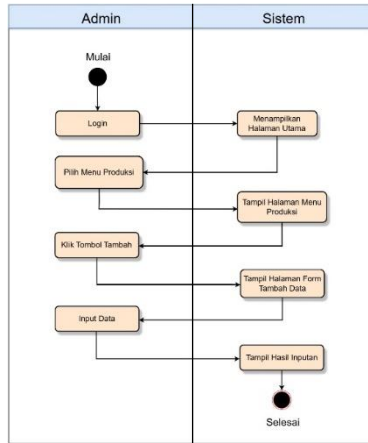 Admin
Sistem
Mulai
Login
Menampilkan
Halaman Utama
Pilih Menu Produksi
Tampil Halaman Menu
Produksi
Klik Tombol Tambah
Tampil Halaman Form
Tambah Data
Input Data
Tampil Hasil Inputan
Selesai